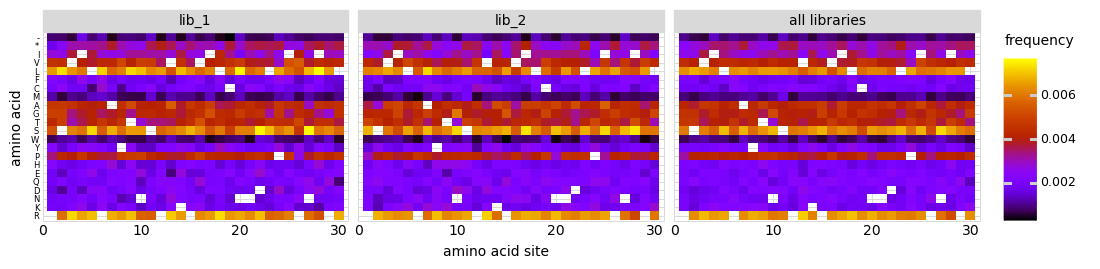 lib_1
lib_2
all libraries
frequency
0.006
0.004
0.002
amino acid
-
*
I
V
L
F
C
M
A
G
T
S
W
Y
P
H
E
Q
D
N
K
R
0 10 20 30 0 10 20 30 0 10 20 30
amino acid site